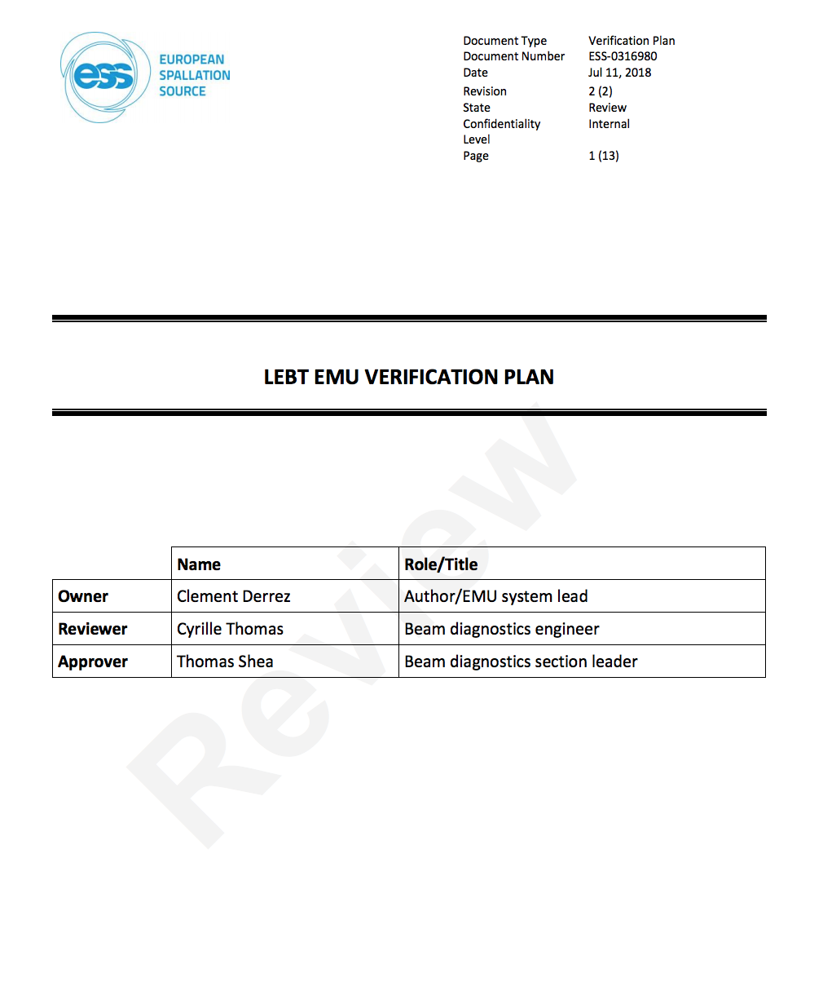 ess
EUROPEAN
SPALLATION
SOURCE
Document Type Verification Plan
Document Number ESS-0316980
Date Jul 11, 2018
Revision 2 (2)
State Review
Confidentiality Internal
Level
Page 1 (13)
LEBT EMU VERIFICATION PLAN
Name Role/Title
Owner Clement Derrez Author/EMU system lead
Reviewer Cyrille Thomas Beam diagnostics engineer
Approver Thomas Shea Beam diagnostics section leader
Review